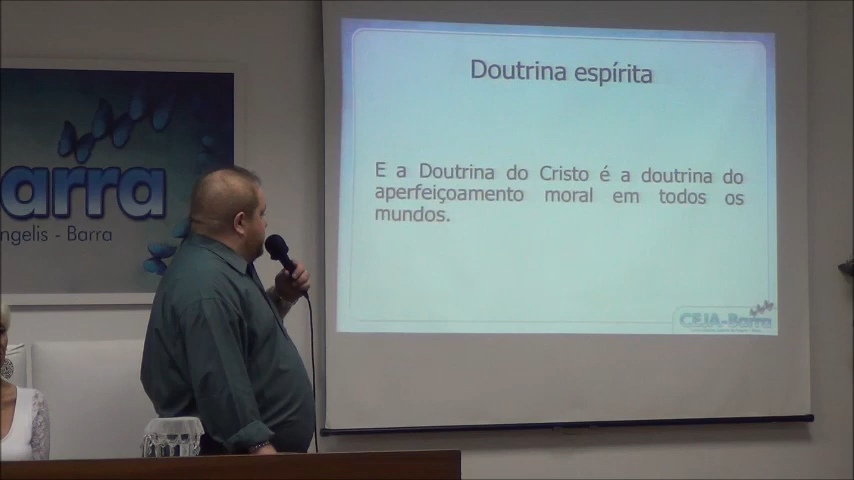 Doutrina espírita
E a Doutrina do Cristo é a doutrina do
aperfeiçoamento moral em todos os
mundos.
CEJA-Barra
arra
ngelis - Barra